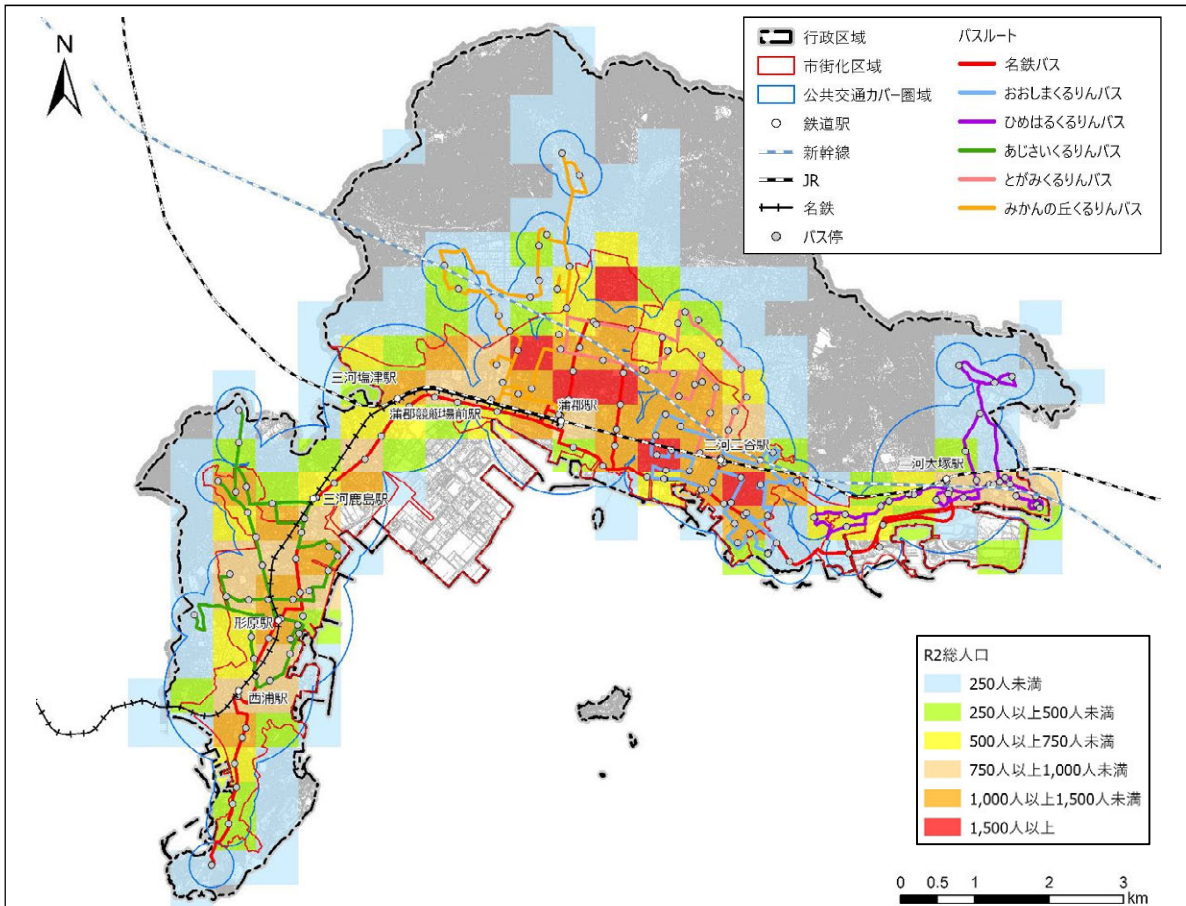 N
行政区域
市街化区域
公共交通カバー圏域
鉄道駅
新幹線
JR
名鉄
バス停
バスルート
名鉄バス
おおしまくるりんバス
ひめはるくるりんバス
あじさいくるりんバス
とがみくるりんバス
みかんの丘くるりんバス
三河塩津駅
蒲郡競艇場前駅
蒲郡駅
三河三谷駅
三河大塚駅
三河鹿島駅
形原駅
西浦駅
R2総人口
250人未満
250人以上500人未満
500人以上750人未満
750人以上1,000人未満
1,000人以上1,500人未満
1,500人以上
0 0.5 1 2 3
km